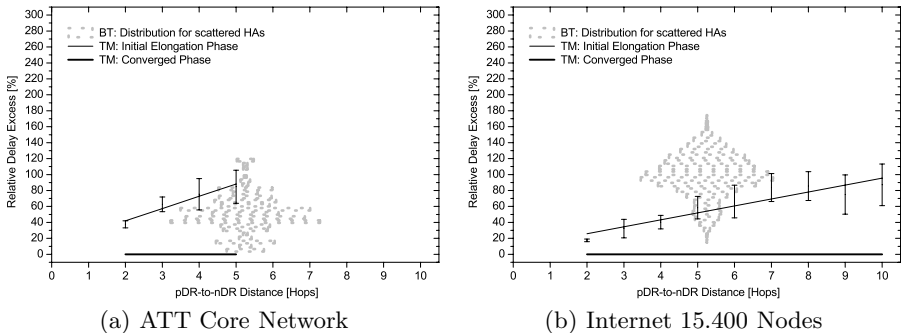 300
280
260
240
220
200
180
160
140
120
100
80
60
40
20
0
Relative Delay Excess [%]
BT: Distribution for scattered HAs
TM: Initial Elongation Phase
TM: Converged Phase
0 1 2 3 4 5 6 7 8 9 10
pDR-to-nDR Distance [Hops]
(a) ATT Core Network
300
280
260
240
220
200
180
160
140
120
100
80
60
40
20
0
Relative Delay Excess [%]
BT: Distribution for scattered HAs
TM: Initial Elongation Phase
TM: Converged Phase
0 1 2 3 4 5 6 7 8 9 10
pDR-to-nDR Distance [Hops]
(b) Internet 15.400 Nodes